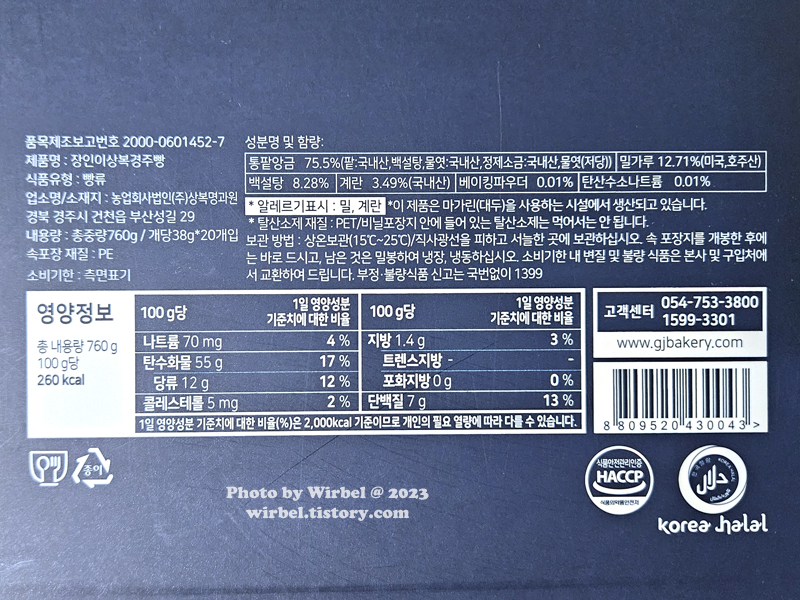 품목제조보고번호 2000-0601452-7
제품명 : 장인이상복경주빵
식품유형 : 빵류
업소명/소재지 : 농업회사법인(주)상복명과원
경북 경주시 건천읍 부산성길 29
내용량 : 총중량760g / 개당38g*20개입
속포장 재질 : PE
소비기한 : 측면표기
성분명 및 함량:
통팥앙금 75.5%(팥:국내산,백설탕,물엿:국내산,정제소금:국내산,물엿(저당)) 밀가루 12.71%(미국,호주산)
백설탕 8.28% 계란 3.49%(국내산) 베이킹파우더 0.01% 탄산수소나트륨 0.01%
* 알레르기표시 : 밀, 계란 *이 제품은 마가린(대두)을 사용하는 시설에서 생산되고 있습니다.
* 탈산소제 재질 : PET/비닐포장지 안에 들어 있는 탈산소제는 먹어서는 안 됩니다.
보관 방법 : 상온보관(15℃~25℃)/직사광선을 피하고 서늘한 곳에 보관하십시오. 속 포장지를 개봉한 후에
는 바로 드시고, 남은 것은 밀봉하여 냉장, 냉동하십시오. 소비기한 내 변질 및 불량 식품은 본사 및 구입처에
서 교환하여 드립니다. 부정·불량식품 신고는 국번없이 1399
영양정보
총 내용량 760 g
100 g당
260 kcal
100 g당 1일 영양성분 기준치에 대한 비율
나트륨 70 mg 4 %
탄수화물 55 g 17 %
당류 12 g 12 %
콜레스테롤 5 mg 2 %
100 g당 1일 영양성분 기준치에 대한 비율
지방 1.4 g 3 %
트렌스지방 - -
포화지방 0 g 0 %
단백질 7 g 13 %
1일 영양성분 기준치에 대한 비율(%)은 2,000kcal 기준이므로 개인의 필요 열량에 따라 다를 수 있습니다.
고객센터 054-753-3800
1599-3301
www.gjbakery.com
8 809520 430043 >
종이
식품안전관리인증
HACCP
식품의약품안전처
KOREA HALAL
حلال
korea halal
Photo by Wirbel @ 2023
wirbel.tistory.com